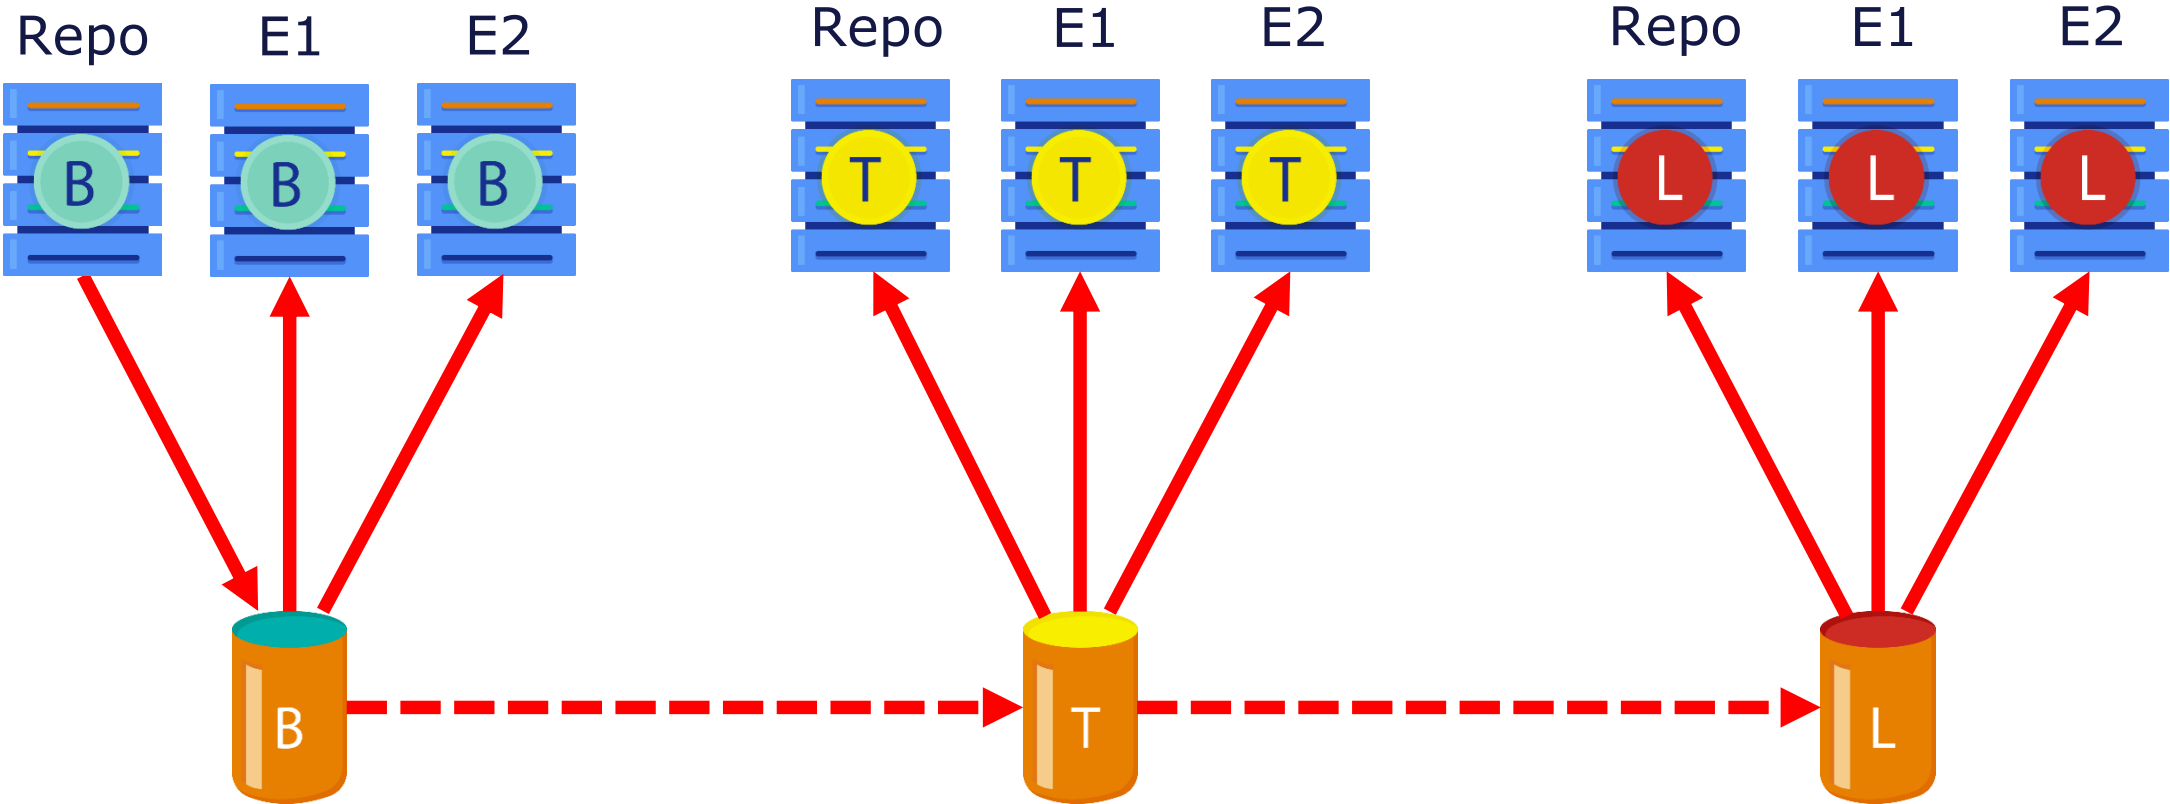 Repo E1 E2 Repo E1 E2 Repo E1 E2
B B B T T T L L L
B T L